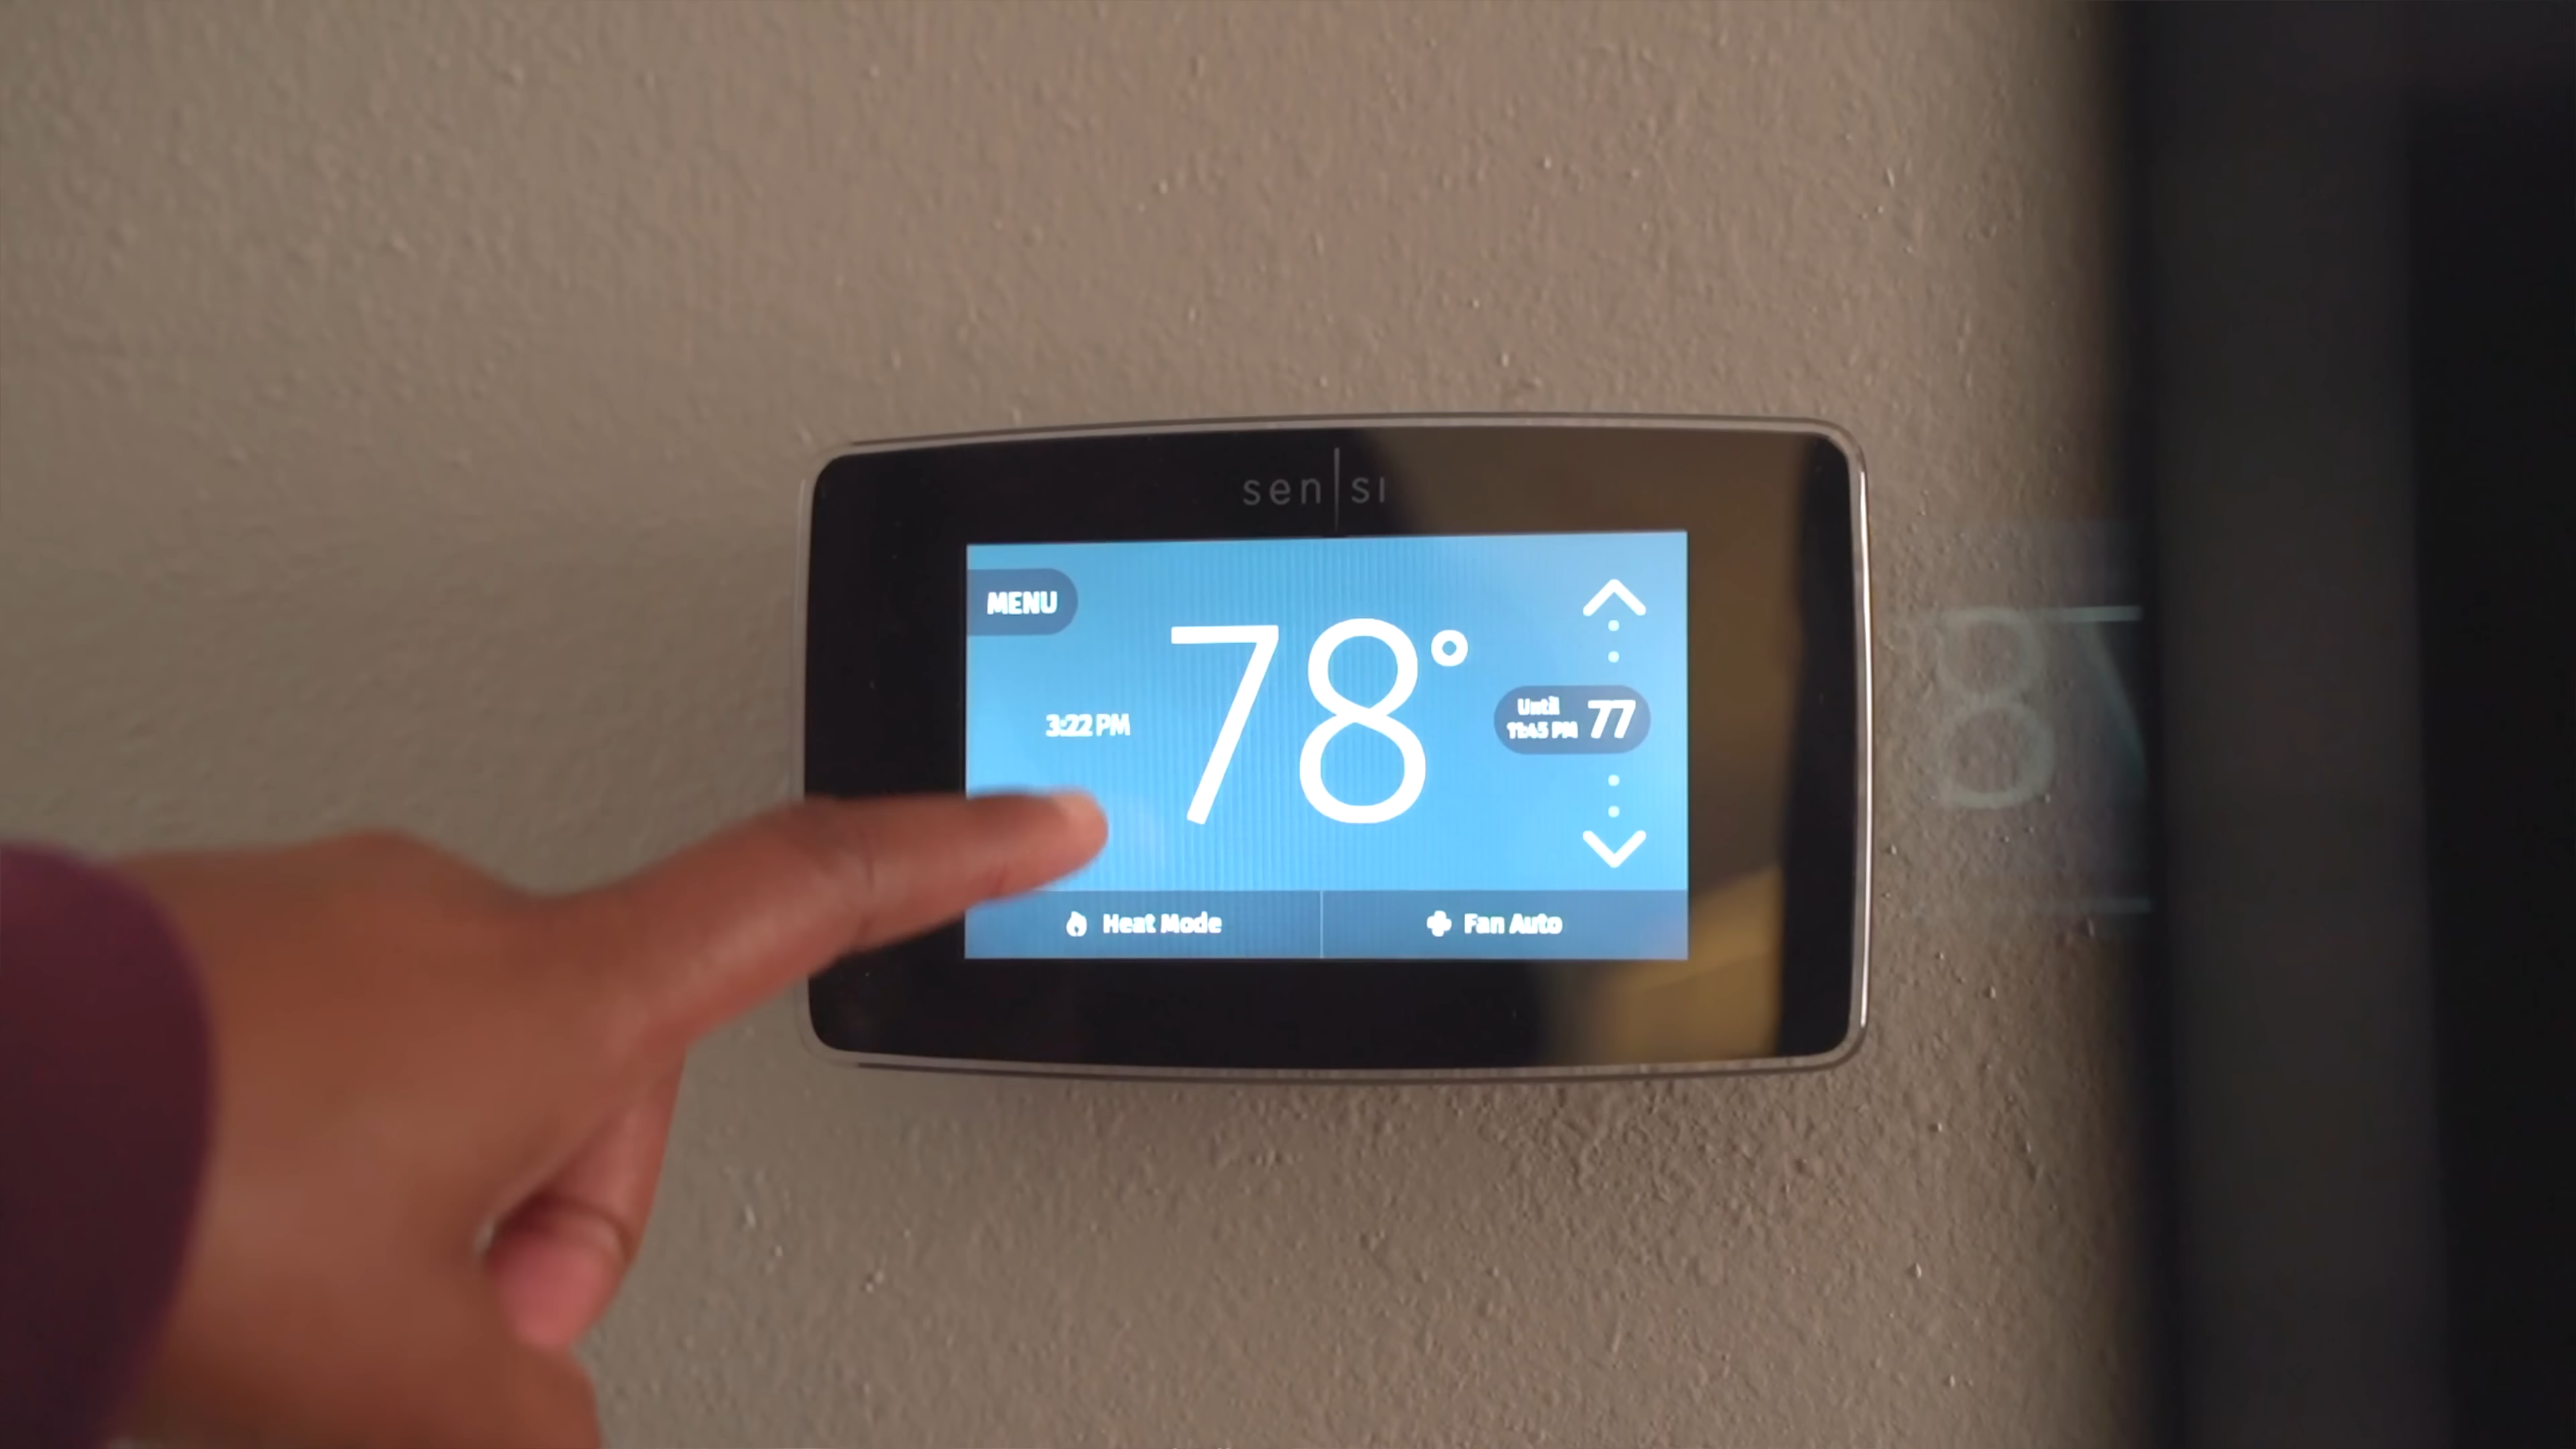 sen|si
MENU
78°
3:22 PM
Until
11:45 PM
77
Heat Mode
Fan Auto